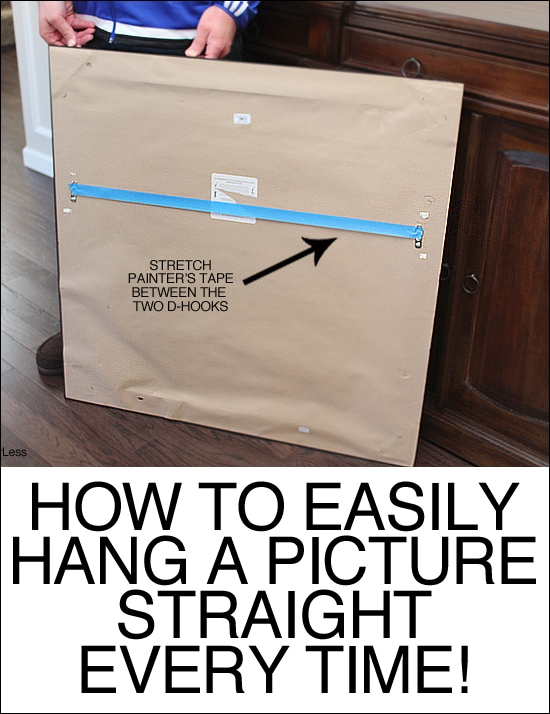 STRETCH
PAINTER'S TAPE
BETWEEN THE
TWO D-HOOKS
Less
HOW TO EASILY
HANG A PICTURE
STRAIGHT
EVERY TIME!